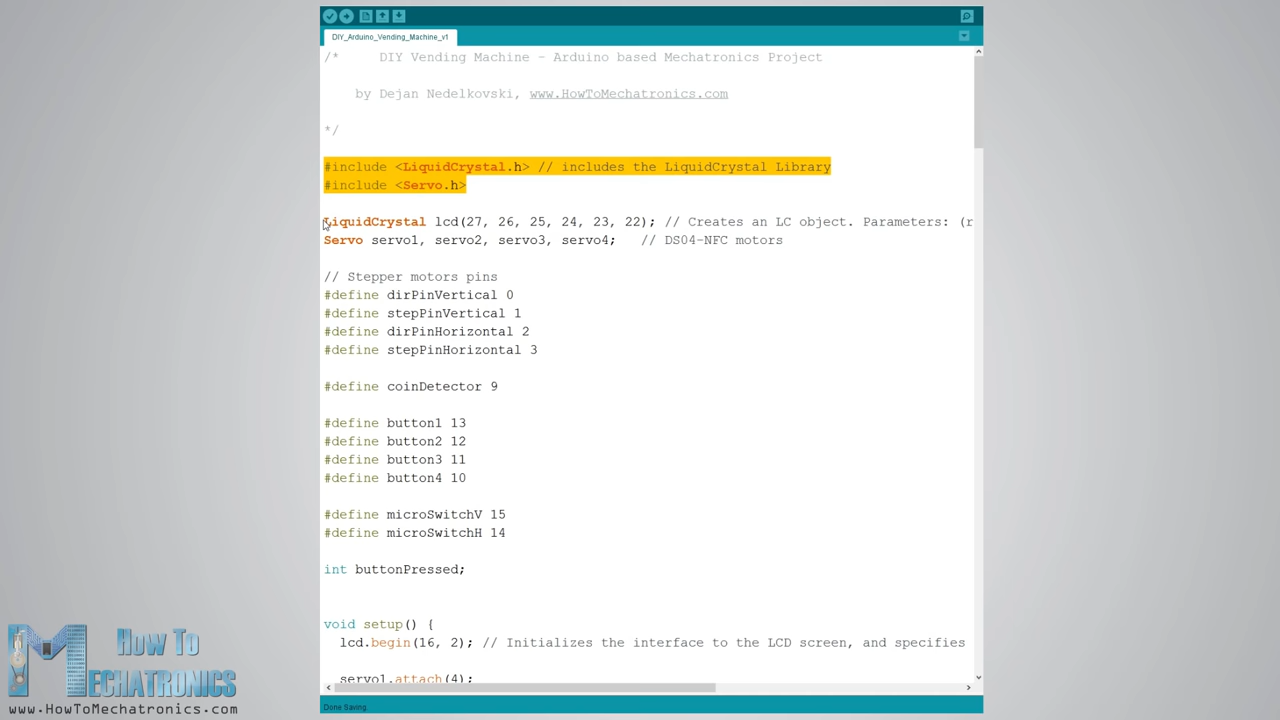 DIY_Arduino_Vending_Machine_v1
/*     DIY Vending Machine - Arduino based Mechatronics Project
by Dejan Nedelkovski, www.HowToMechatronics.com
*/
#include <LiquidCrystal.h> // includes the LiquidCrystal Library
#include <Servo.h>
LiquidCrystal lcd(27, 26, 25, 24, 23, 22); // Creates an LC object. Parameters: (r
Servo servo1, servo2, servo3, servo4;   // DS04-NFC motors
// Stepper motors pins
#define dirPinVertical 0
#define stepPinVertical 1
#define dirPinHorizontal 2
#define stepPinHorizontal 3
#define coinDetector 9
#define button1 13
#define button2 12
#define button3 11
#define button4 10
#define microSwitchV 15
#define microSwitchH 14
int buttonPressed;
void setup() {
lcd.begin(16, 2); // Initializes the interface to the LCD screen, and specifies
servo1.attach(4);
Done Saving.
How To
MECHATRONICS
www.HowToMechatronics.com